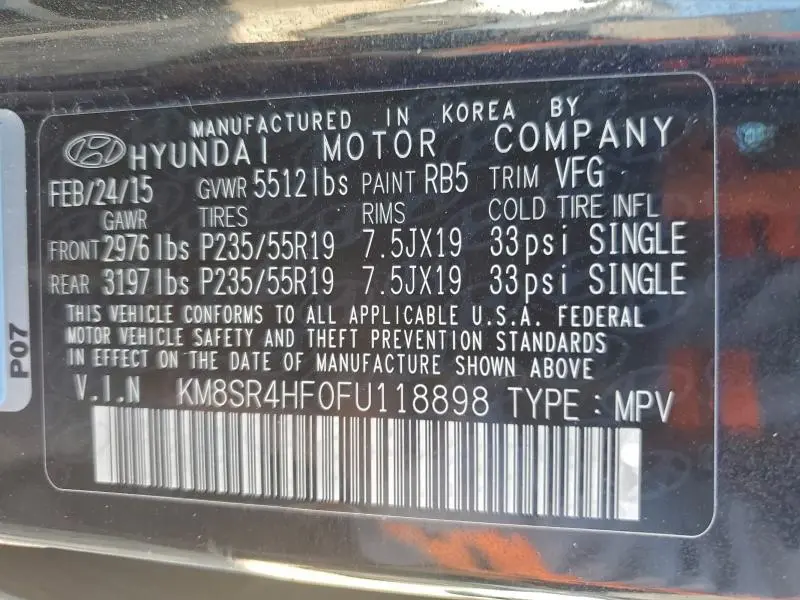 MANUFACTURED IN KOREA BY
HYUNDAI MOTOR COMPANY
FEB/24/15 GVWR 5512lbs PAINT RB5 TRIM VFG
GAWR TIRES RIMS COLD TIRE INFL
FRONT 2976lbs P235/55R19 7.5JX19 33psi SINGLE
REAR 3197lbs P235/55R19 7.5JX19 33psi SINGLE
THIS VEHICLE CONFORMS TO ALL APPLICABLE U.S.A. FEDERAL
MOTOR VEHICLE SAFETY AND THEFT PREVENTION STANDARDS
IN EFFECT ON THE DATE OF MANUFACTURE SHOWN ABOVE
V.I.N KM8SR4HF0FU118898 TYPE : MPV
P07